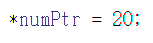 *numPtr = 20;